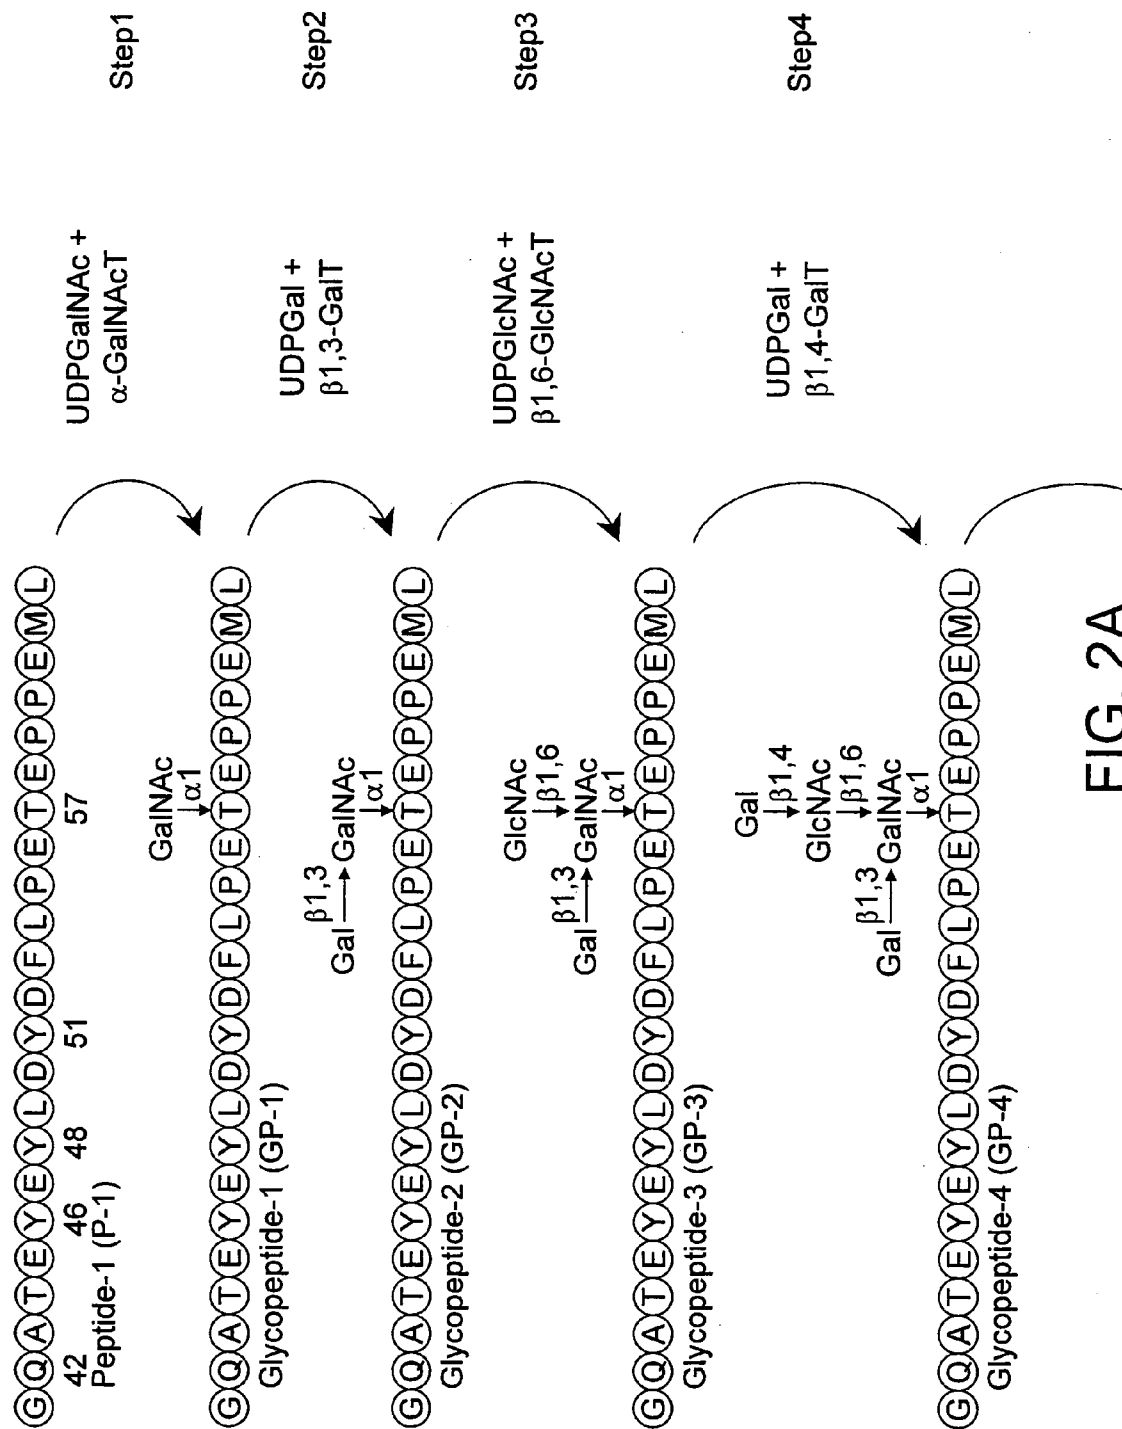 GQATEYEYLDYDFLPETEPPEML
42 46 48 51 57
Peptide-1 (P-1)
UDPGalNAc +
α-GalNAcT
Step1
GalNAc
α1
GQATEYEYLDYDFLPETEPPEML
Glycopeptide-1 (GP-1)
UDPGal +
β1,3-GalT
Step2
Gal β1,3 GalNAc
α1
GQATEYEYLDYDFLPETEPPEML
Glycopeptide-2 (GP-2)
UDPGlcNAc +
β1,6-GlcNAcT
Step3
GlcNAc
β1,6
Gal β1,3 GalNAc
α1
GQATEYEYLDYDFLPETEPPEML
Glycopeptide-3 (GP-3)
UDPGal +
β1,4-GalT
Step4
Gal
β1,4
GlcNAc
β1,6
Gal β1,3 GalNAc
α1
GQATEYEYLDYDFLPETEPPEML
Glycopeptide-4 (GP-4)
FIG. 2A